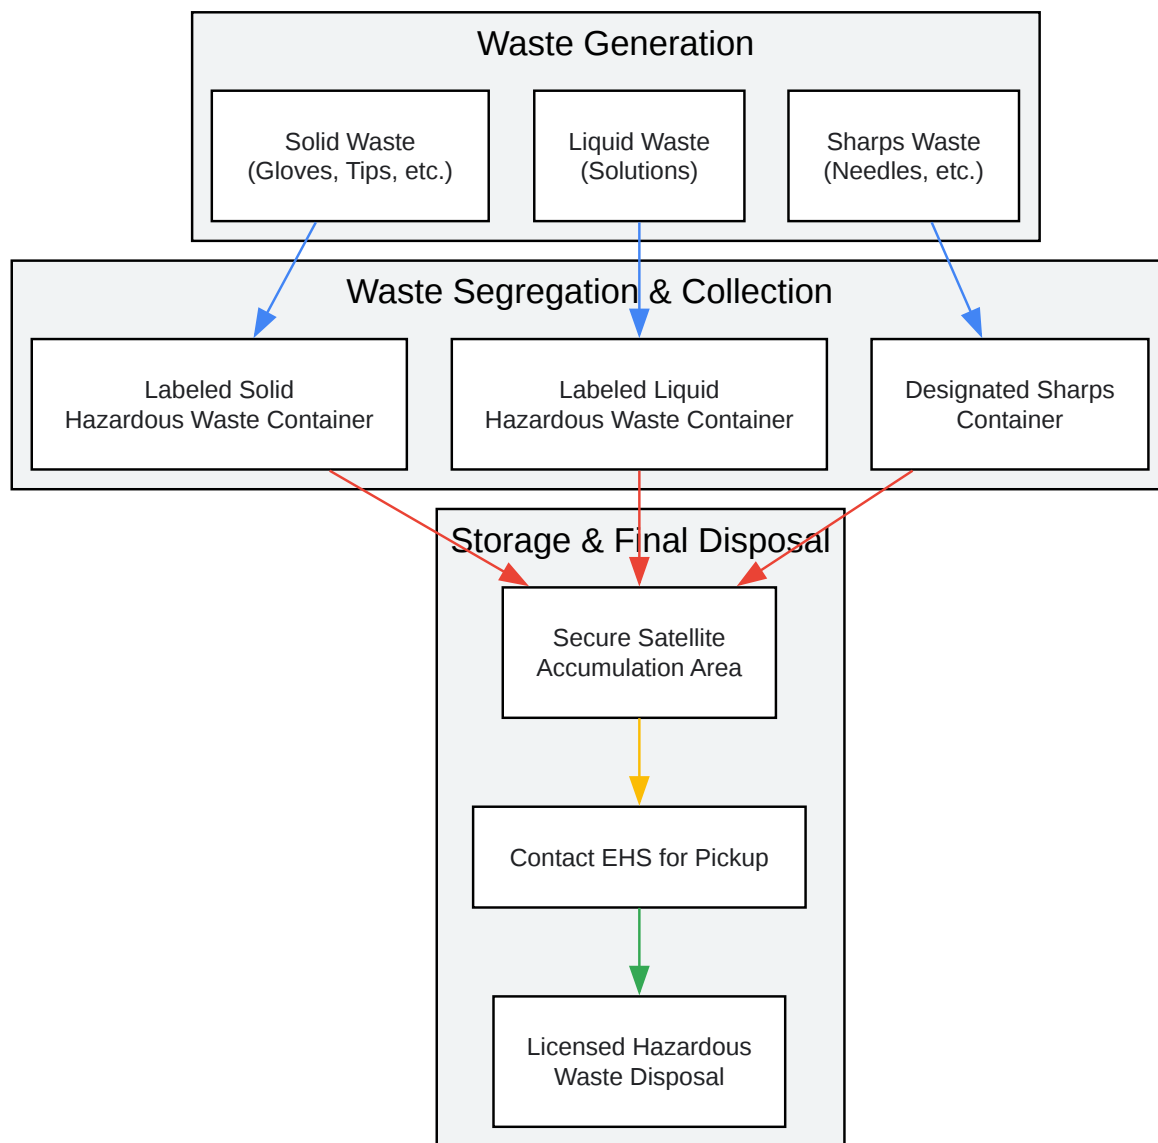 Waste Generation
Solid Waste
(Gloves, Tips, etc.)
Liquid Waste
(Solutions)
Sharps Waste
(Needles, etc.)
Waste Segregation & Collection
Labeled Solid
Hazardous Waste Container
Labeled Liquid
Hazardous Waste Container
Designated Sharps
Container
Storage & Final Disposal
Secure Satellite
Accumulation Area
Contact EHS for Pickup
Licensed Hazardous
Waste Disposal